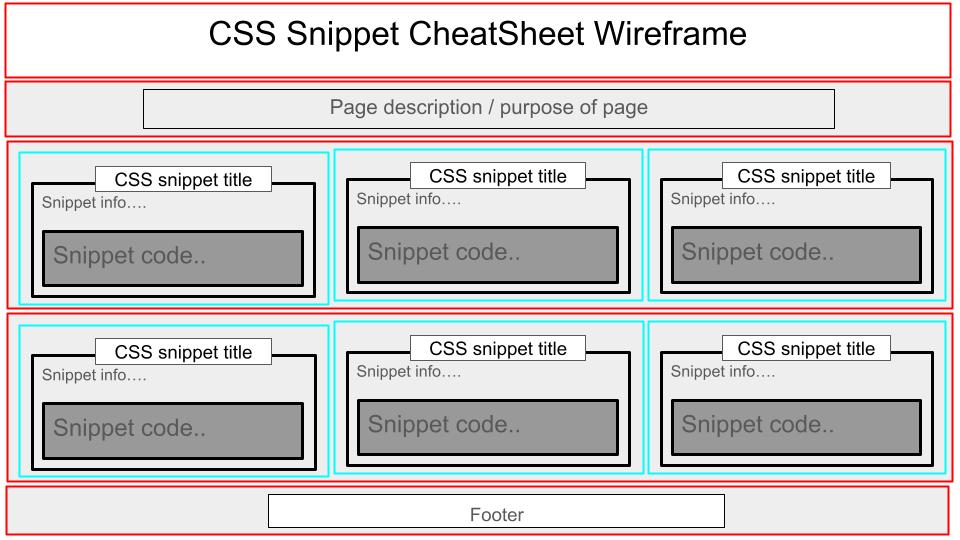 CSS Snippet CheatSheet Wireframe
Page description / purpose of page
CSS snippet title
Snippet info….
Snippet code..
CSS snippet title
Snippet info….
Snippet code..
CSS snippet title
Snippet info….
Snippet code..
CSS snippet title
Snippet info….
Snippet code..
CSS snippet title
Snippet info….
Snippet code..
CSS snippet title
Snippet info….
Snippet code..
Footer